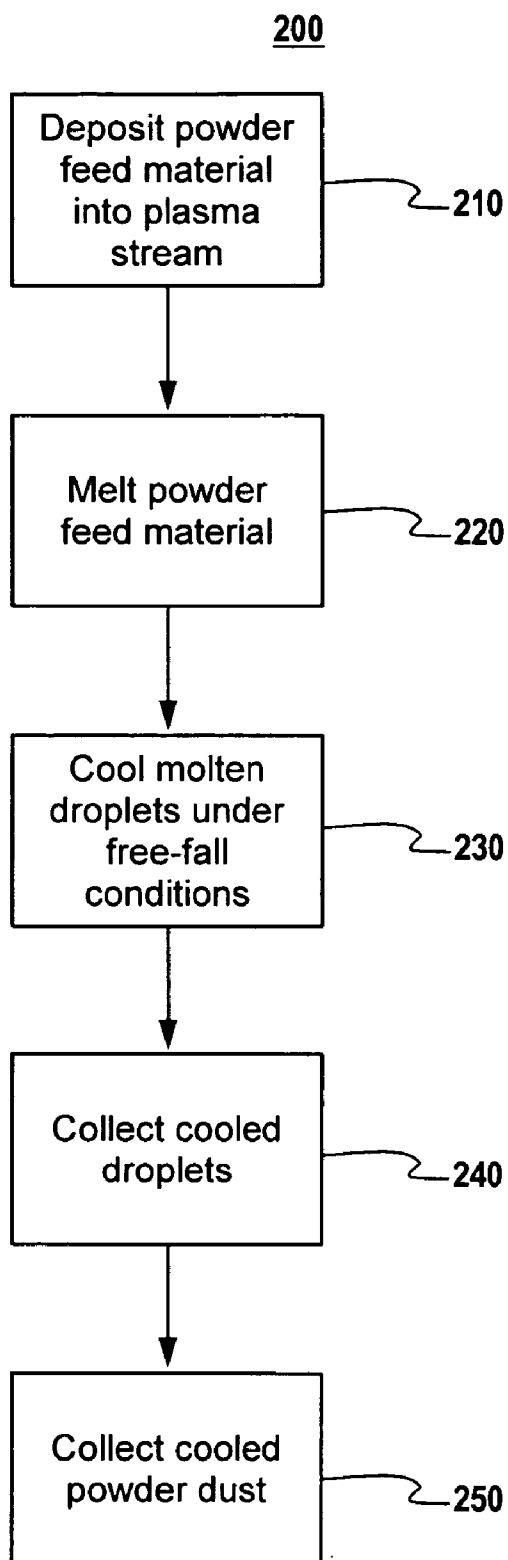 200
Deposit powder
feed material
into plasma
stream
210
Melt powder
feed material
220
Cool molten
droplets under
free-fall
conditions
230
Collect cooled
droplets
240
Collect cooled
powder dust
250